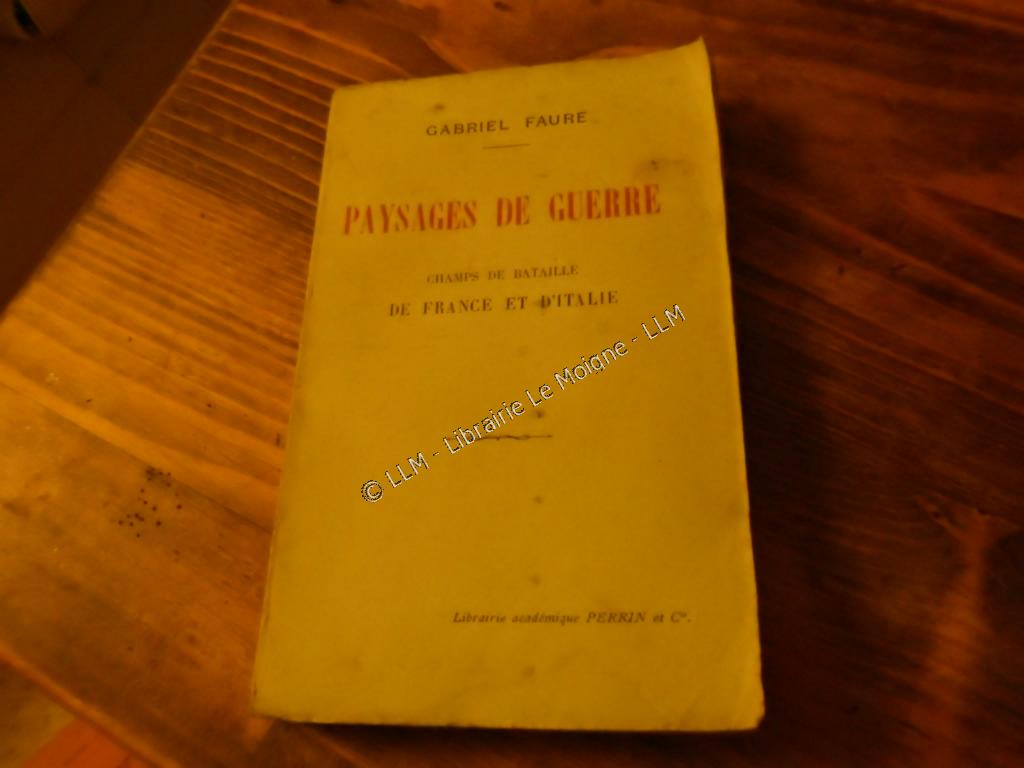 GABRIEL FAURE
PAYSAGES DE GUERRE
CHAMPS DE BATAILLE
DE FRANCE ET D'ITALIE
© LLM - Librairie Le Moigne - LLM
Librairie académique PERRIN et Cie.